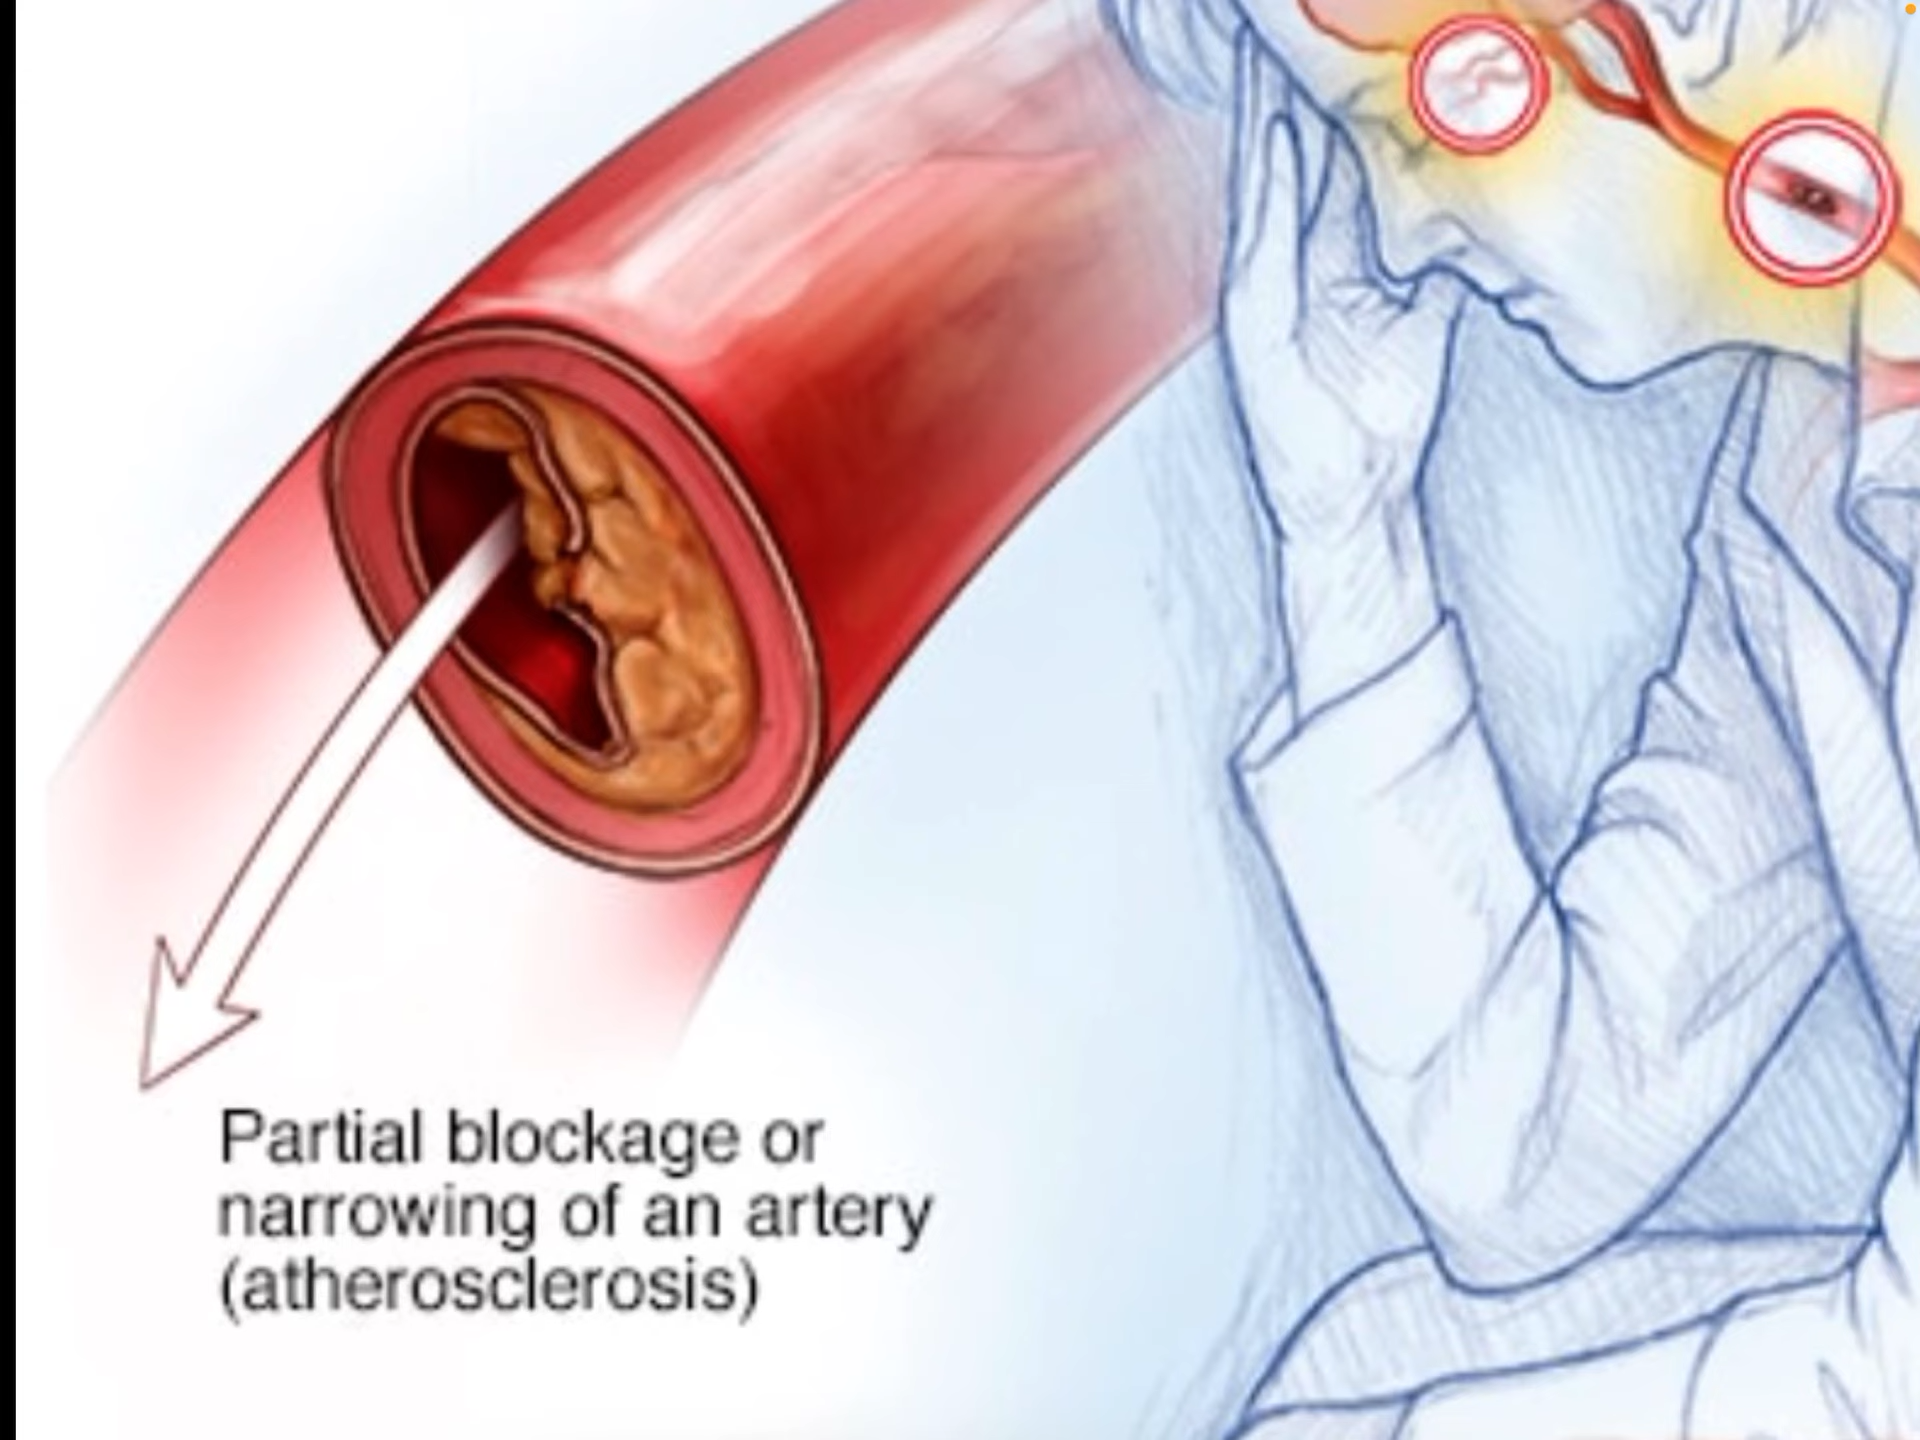 Partial blockage or
narrowing of an artery
(atherosclerosis)